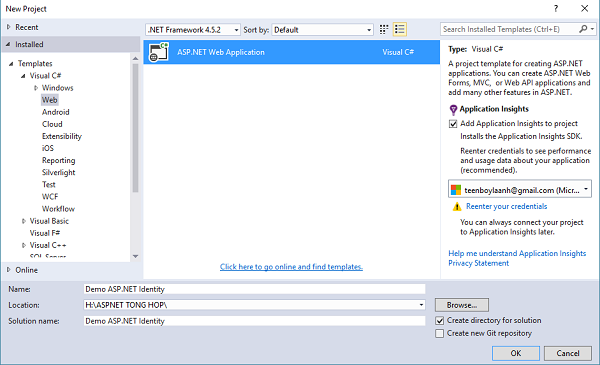 New Project
? ×
Recent
.NET Framework 4.5.2
Sort by: Default
Search Installed Templates (Ctrl+E)
Installed
Templates
Visual C#
Windows
Web
Android
Cloud
Extensibility
iOS
Reporting
Silverlight
Test
WCF
Workflow
Visual Basic
Visual F#
Visual C++
SQL Server
Online
ASP.NET Web Application
Visual C#
Click here to go online and find templates.
Type: Visual C#
A project template for creating ASP.NET
applications. You can create ASP.NET Web
Forms, MVC, or Web API applications and
add many other features in ASP.NET.
Application Insights
Add Application Insights to project
Installs the Application Insights SDK.
Reenter credentials to see performance
and usage data about your application
(recommended).
teenboylaanh@gmail.com (Micr...
Reenter your credentials
You can always connect your project
to Application Insights later.
Help me understand Application Insights
Privacy Statement
Name:
Demo ASP.NET Identity
Location:
H:\ASPNET TONG HOP\
Browse...
Solution name:
Demo ASP.NET Identity
Create directory for solution
Create new Git repository
OK
Cancel